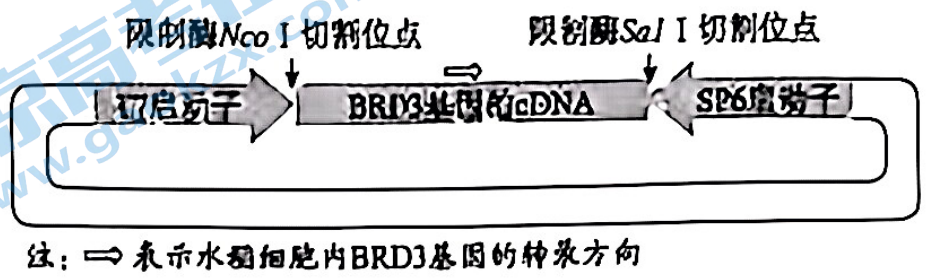 限制酶Nco I 切割位点 限制酶Sal I 切割位点
T7启动子 BRD3基因的cDNA SP6启动子
注: ⇨ 表示水稻细胞内BRD3基因的转录方向